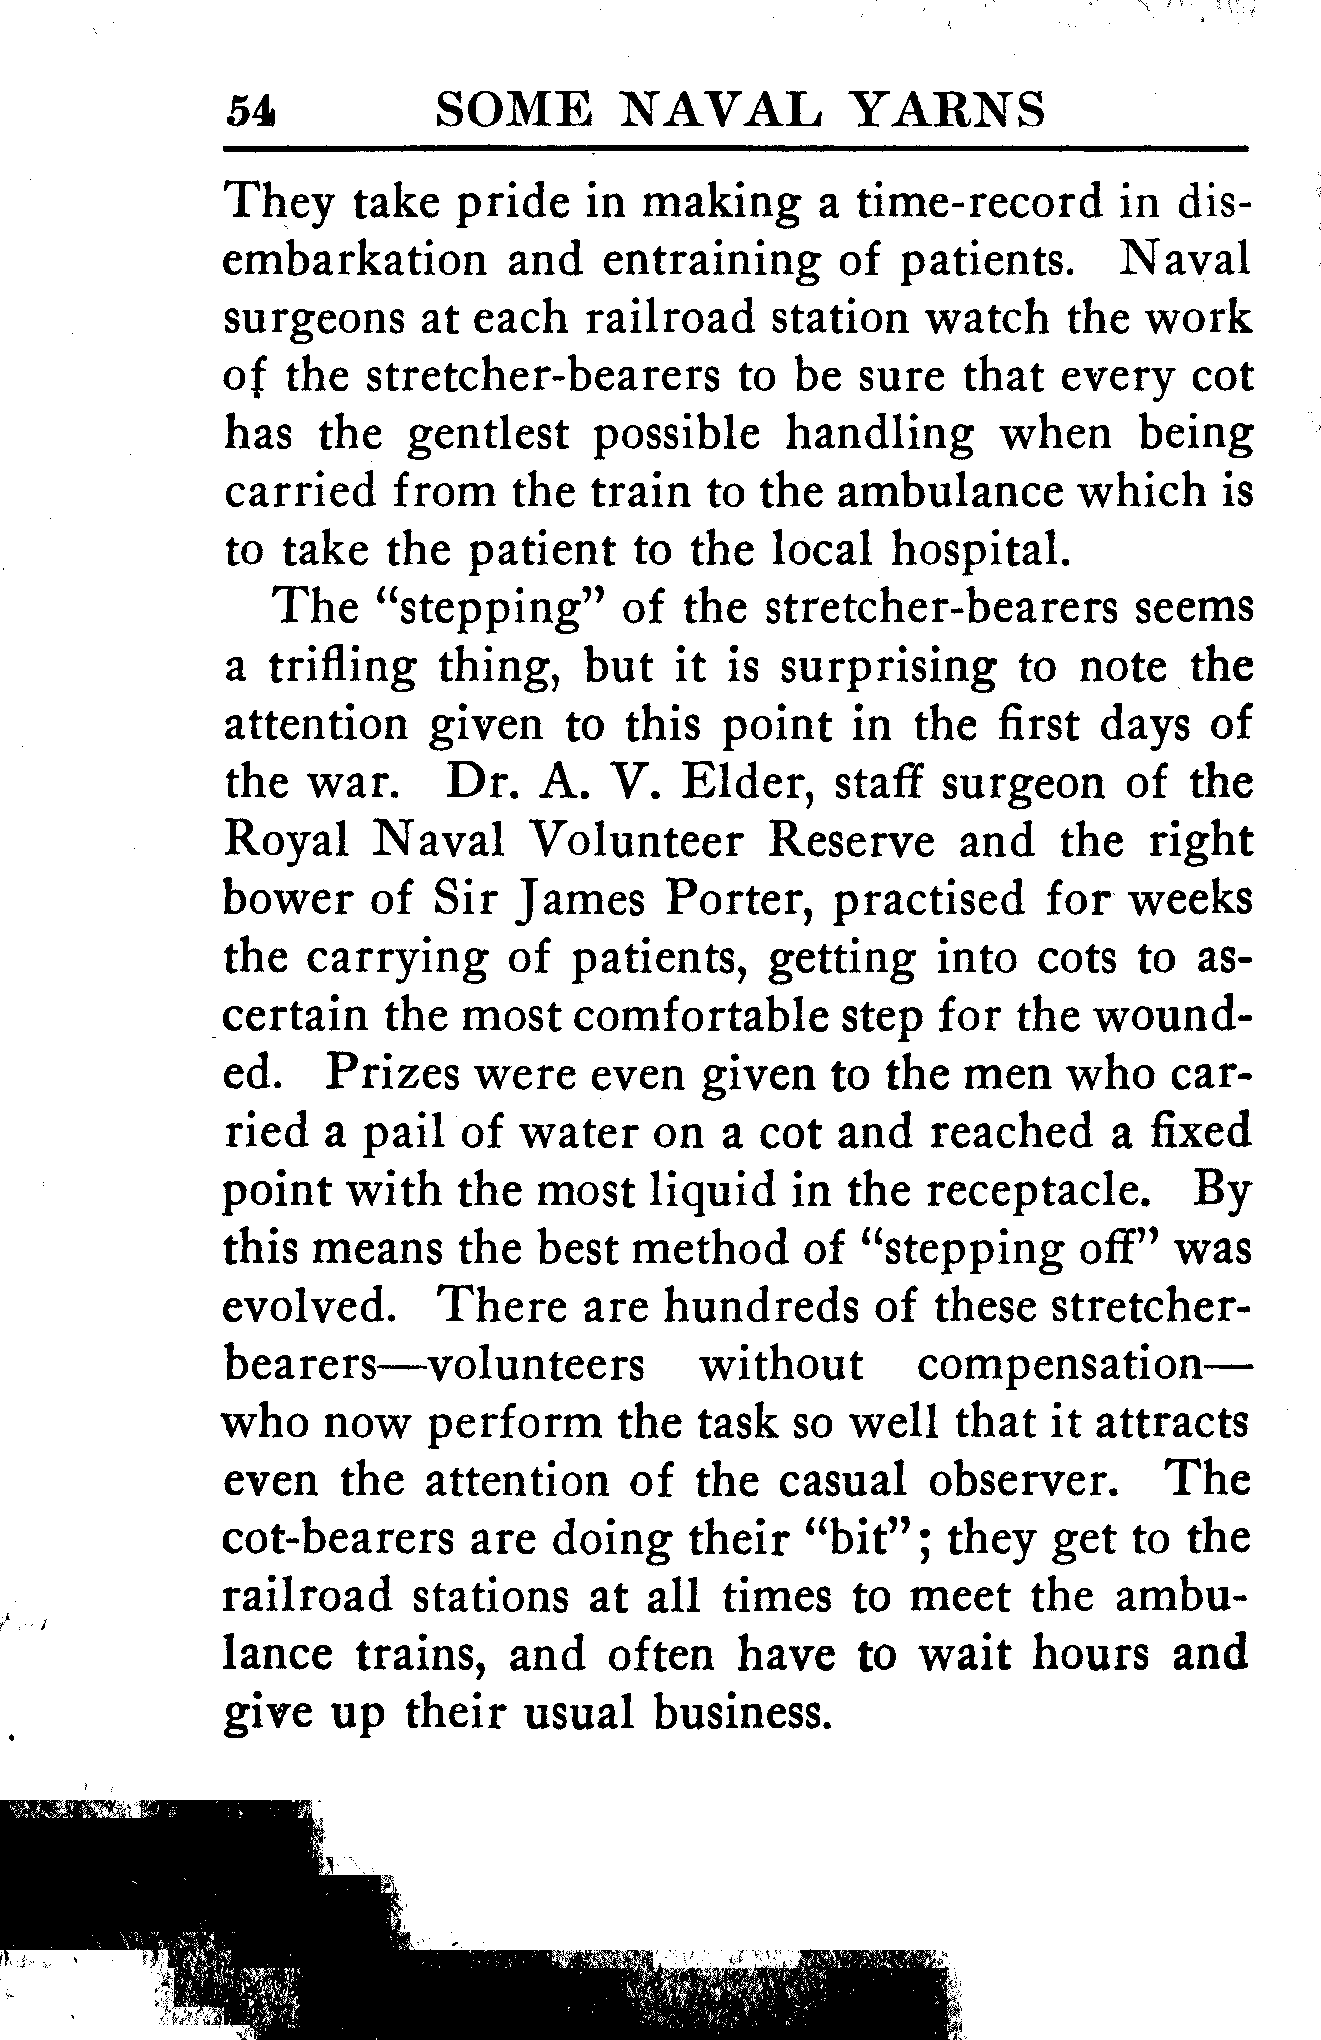 54 SOME NAVAL YARNS
They take pride in making a time-record in dis-
embarkation and entraining of patients. Naval
surgeons at each railroad station watch the work
of the stretcher-bearers to be sure that every cot
has the gentlest possible handling when being
carried from the train to the ambulance which is
to take the patient to the local hospital.
The "stepping" of the stretcher-bearers seems
a trifling thing, but it is surprising to note the
attention given to this point in the first days of
the war. Dr. A. V. Elder, staff surgeon of the
Royal Naval Volunteer Reserve and the right
bower of Sir James Porter, practised for weeks
the carrying of patients, getting into cots to as-
certain the most comfortable step for the wound-
ed. Prizes were even given to the men who car-
ried a pail of water on a cot and reached a fixed
point with the most liquid in the receptacle. By
this means the best method of "stepping off" was
evolved. There are hundreds of these stretcher-
bearers—volunteers without compensation—
who now perform the task so well that it attracts
even the attention of the casual observer. The
cot-bearers are doing their "bit"; they get to the
railroad stations at all times to meet the ambu-
lance trains, and often have to wait hours and
give up their usual business.